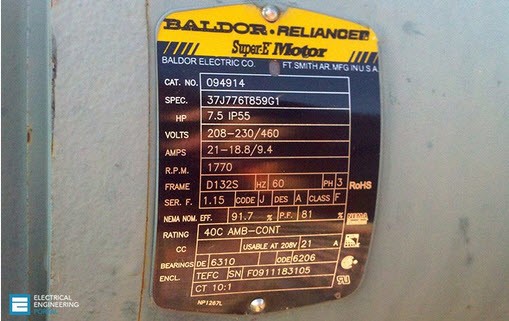 BALDOR • RELIANCER
Super-E Motor
BALDOR ELECTRIC CO. FT. SMITH AR. MFG IN U.S.A.
CAT. NO. 094914
SPEC. 37J776T859G1
HP 7.5 IP55
VOLTS 208-230/460
AMPS 21-18.8/9.4
R.P.M. 1770
FRAME D132S HZ 60 PH 3 RoHS
SER. F. 1.15 CODE J DES A CLASS F
NEMA NOM. EFF. 91.7 % P.F. 81 %
RATING 40C AMB-CONT
CC USABLE AT 208V 21 A
BEARINGS DE 6310 ODE 6206
ENCL. TEFC SN F0911183105
CT 10:1
NP1287L
ELECTRICAL
ENGINEERING